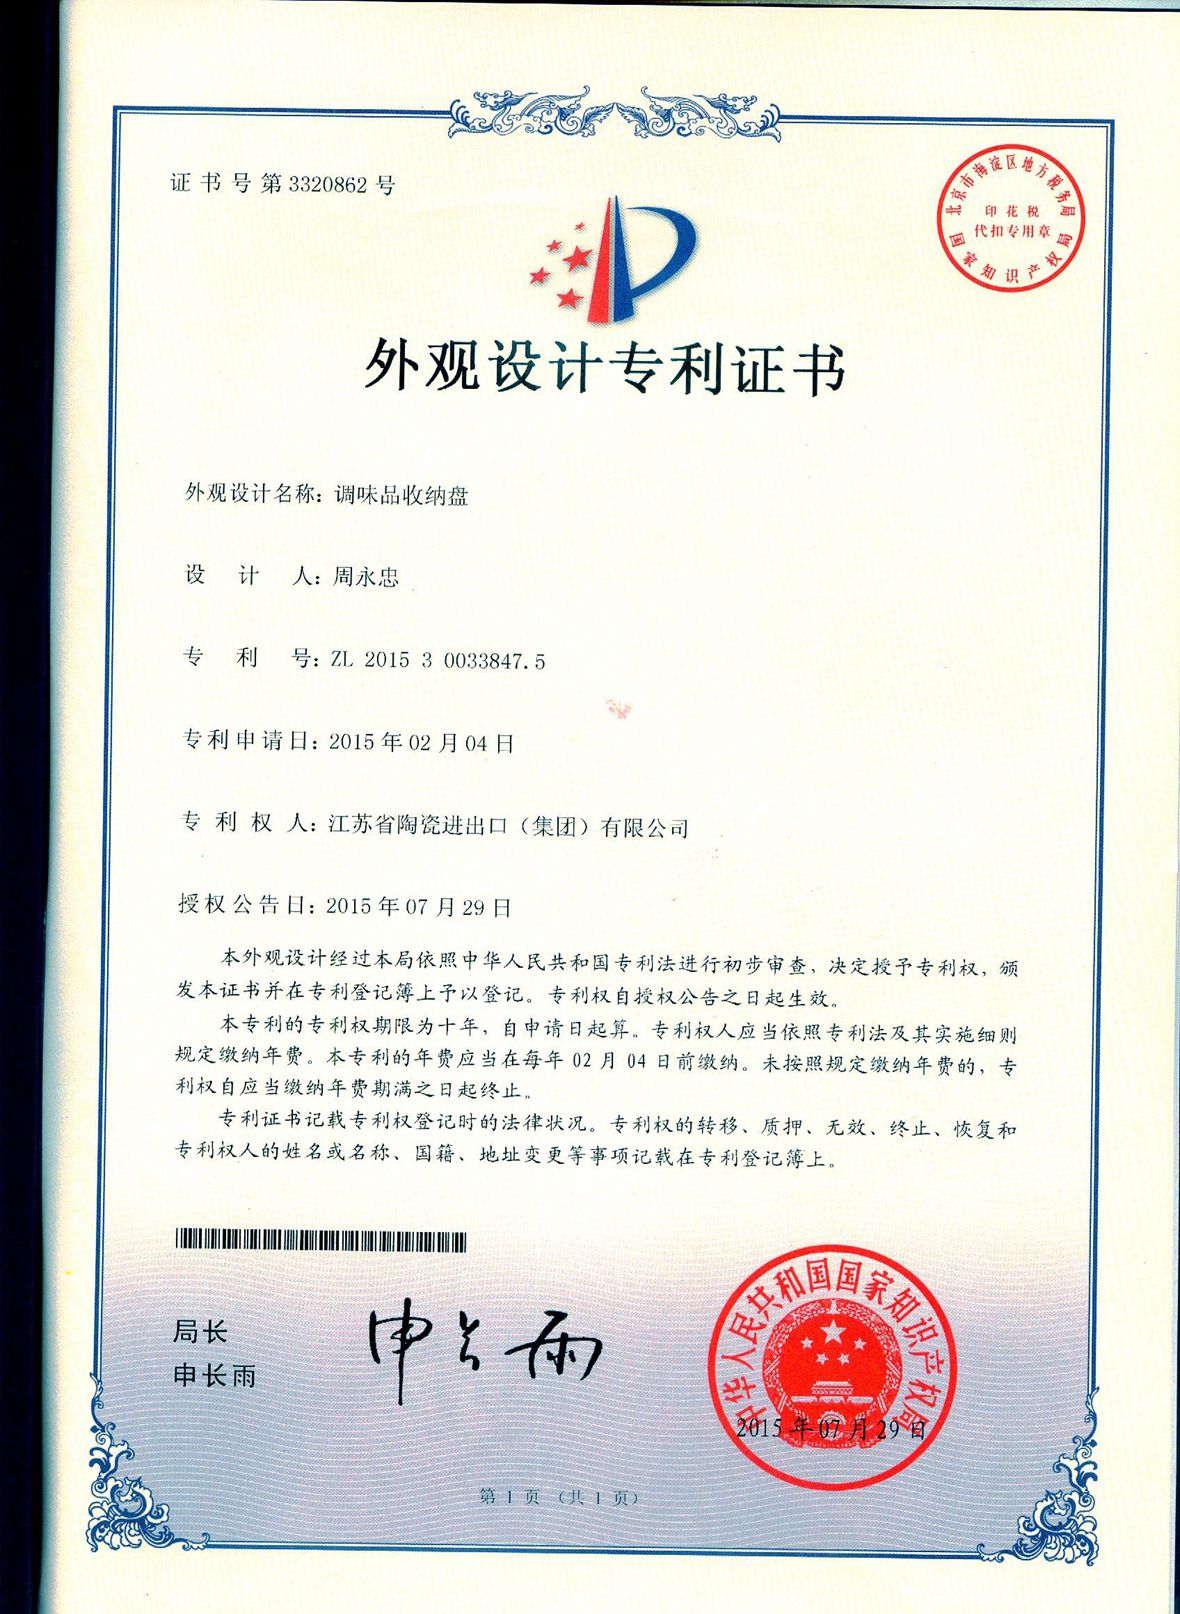 证书号第3320862号
北京市海淀区地方税务局
印花税
代扣专用章
国家知识产权局
外观设计专利证书
外观设计名称：调味品收纳盘
设计人：周永忠
专利号：ZL 2015 3 0033847.5
专利申请日：2015年02月04日
专利权人：江苏省陶瓷进出口（集团）有限公司
授权公告日：2015年07月29日
本外观设计经过本局依照中华人民共和国专利法进行初步审查，决定授予专利权，颁
发本证书并在专利登记簿上予以登记。专利权自授权公告之日起生效。
本专利的专利权期限为十年，自申请日起算。专利权人应当依照专利法及其实施细则
规定缴纳年费。本专利的年费应当在每年02月04日前缴纳。未按照规定缴纳年费的，专
利权自应当缴纳年费期满之日起终止。
专利证书记载专利权登记时的法律状况。专利权的转移、质押、无效、终止、恢复和
专利权人的姓名或名称、国籍、地址变更等事项记载在专利登记簿上。
局长
申长雨
申长雨
中华人民共和国国家知识产权局
2015年07月29日
第1页（共1页）